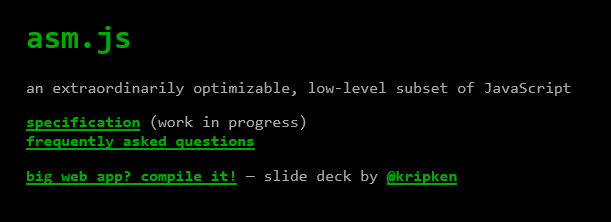 asm.js
an extraordinarily optimizable, low-level subset of JavaScript
specification (work in progress)
frequently asked questions
big web app? compile it! — slide deck by @kripken